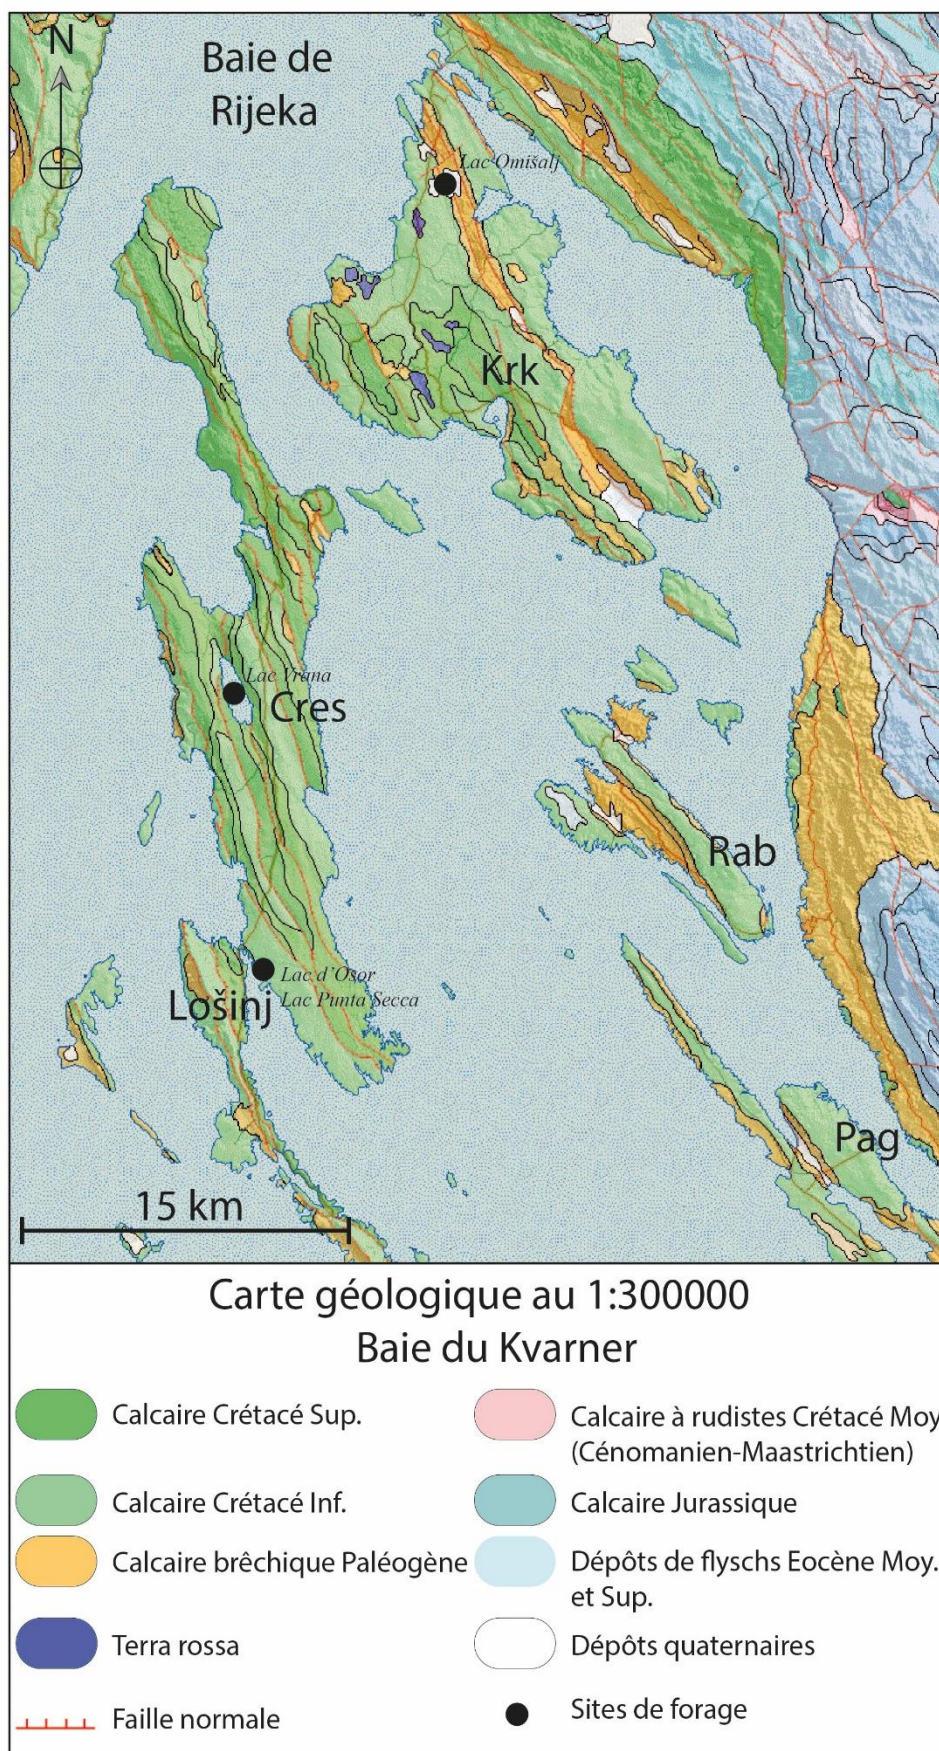 N
Baie de
Rijeka
Lac Omišalj
Krk
Lac Vrana
Cres
Rab
Lac d'Osor
Lac Punta Secca
Lošinj
Pag
15 km
Carte géologique au 1:300000
Baie du Kvarner
Calcaire Crétacé Sup.
Calcaire à rudistes Crétacé Moy
(Cénomanien-Maastrichtien)
Calcaire Crétacé Inf.
Calcaire Jurassique
Calcaire brêchique Paléogène
Dépôts de flyschs Eocène Moy.
et Sup.
Terra rossa
Dépôts quaternaires
Faille normale
Sites de forage